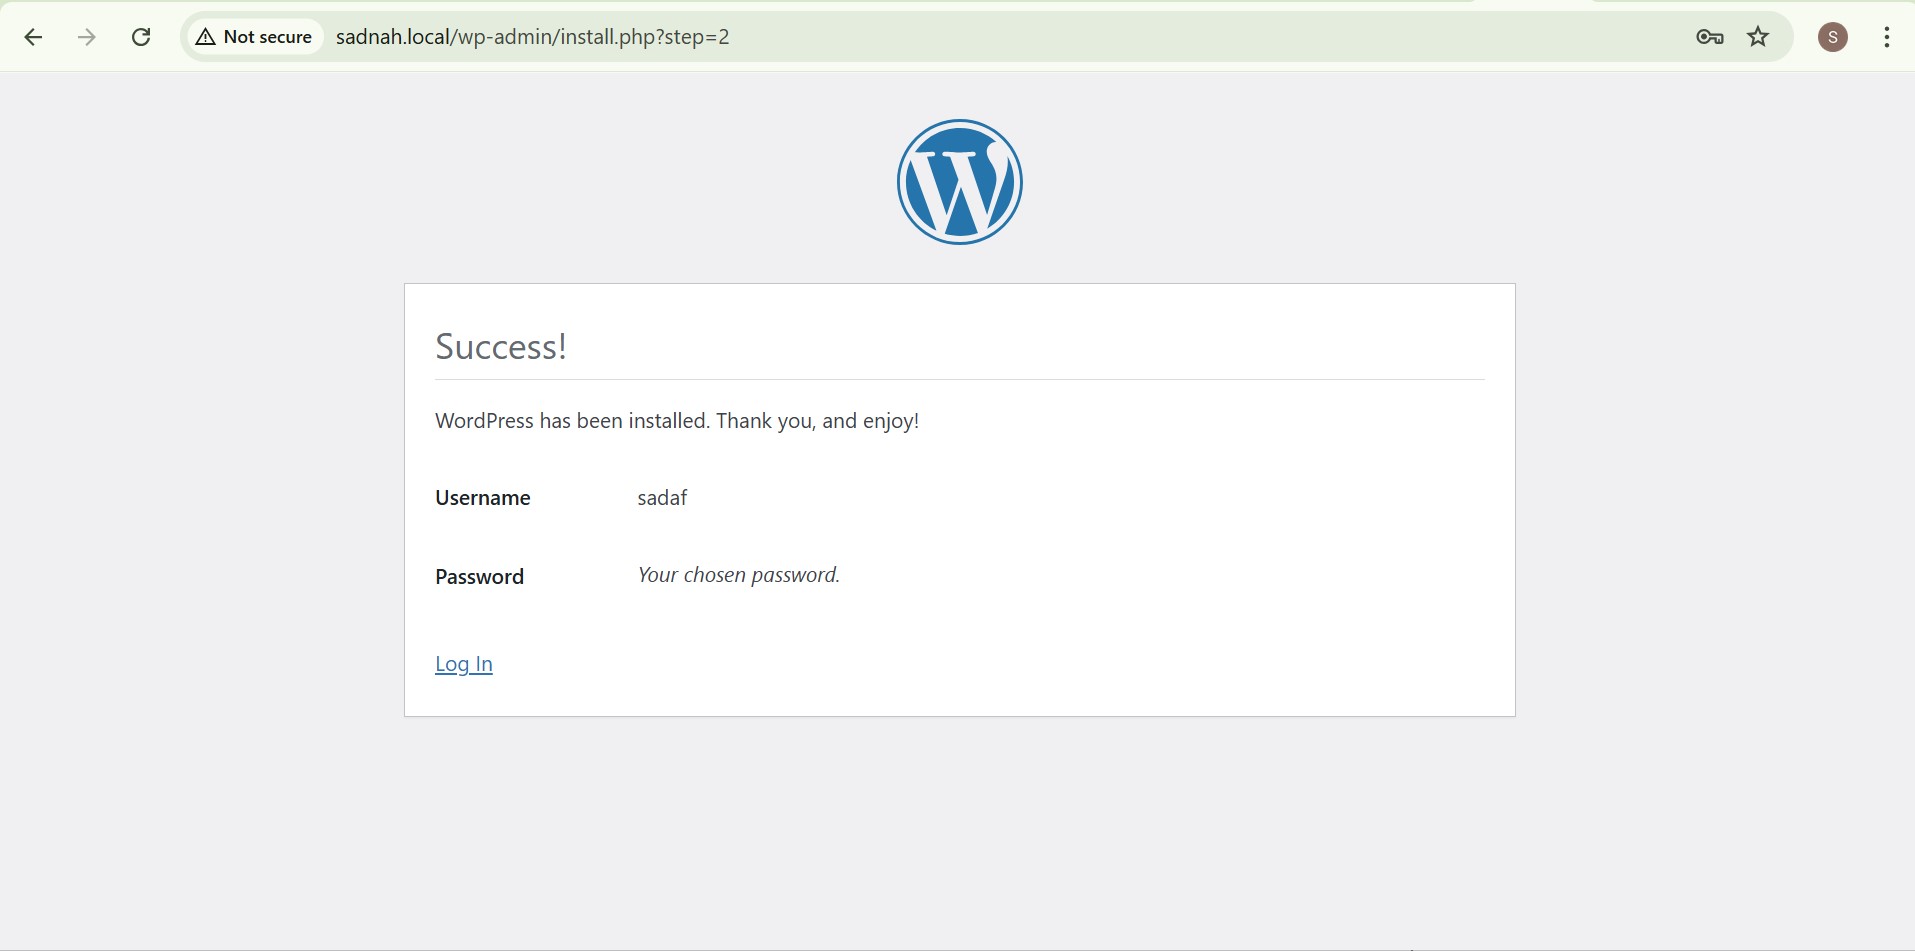 Not secure sadnah.local/wp-admin/install.php?step=2 S
W
Success!
WordPress has been installed. Thank you, and enjoy!
Username sadaf
Password Your chosen password.
Log In